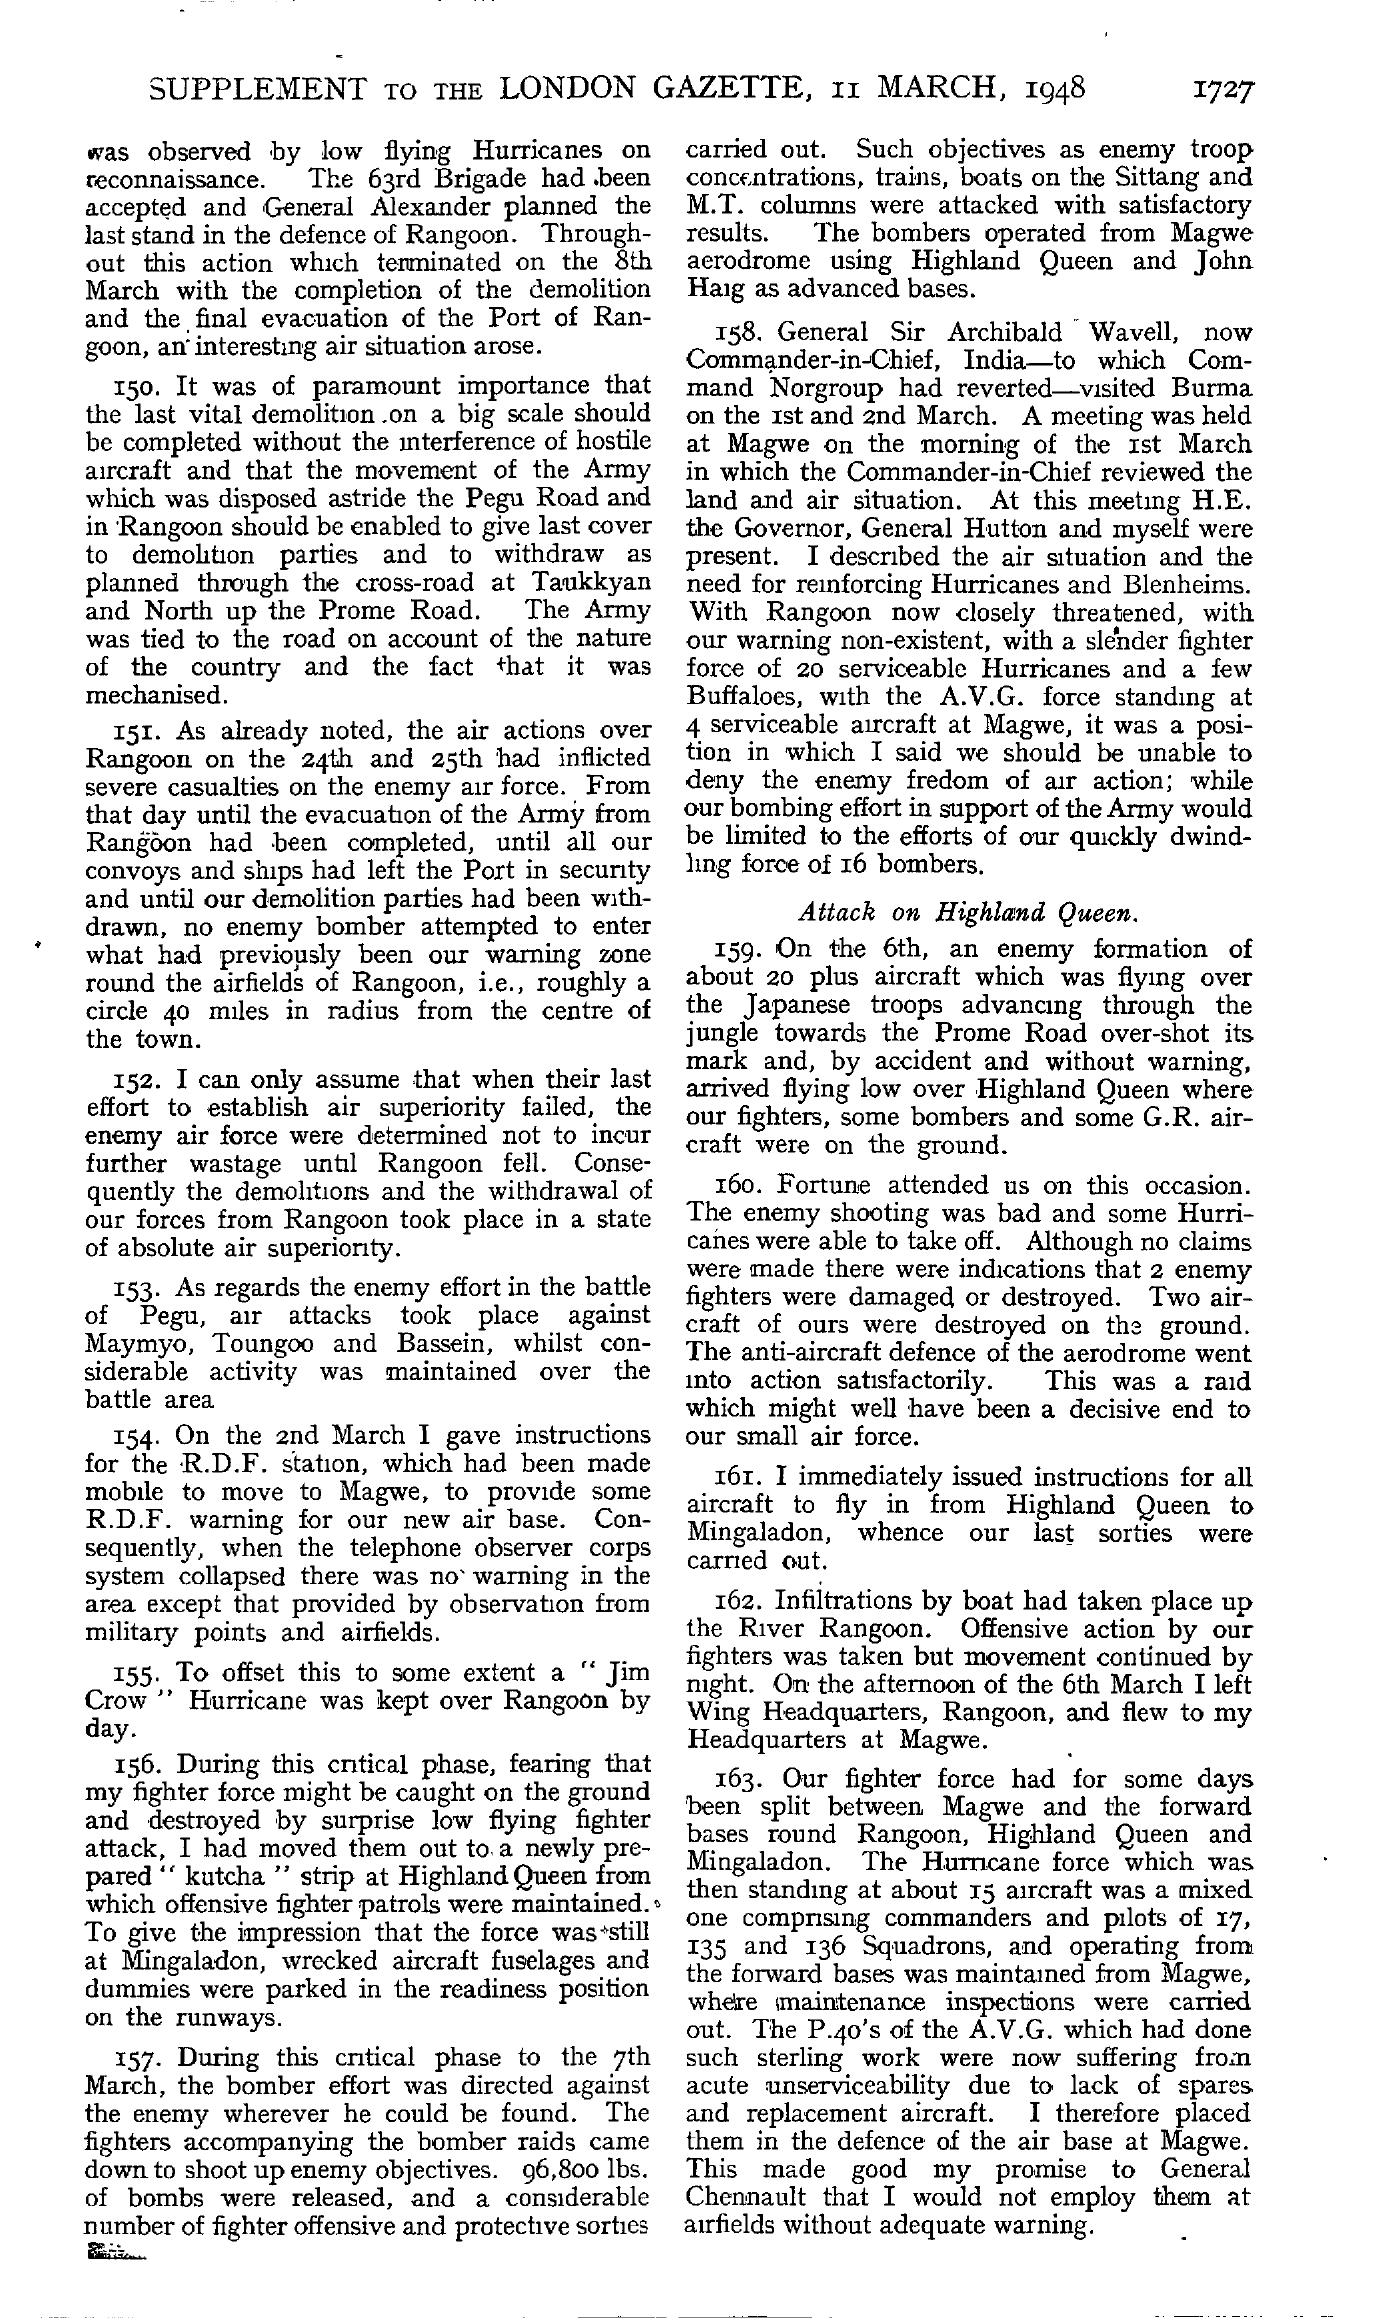 SUPPLEMENT TO THE LONDON GAZETTE, 11 MARCH, 1948 1727
was observed by low flying Hurricanes on
reconnaissance. The 63rd Brigade had been
accepted and General Alexander planned the
last stand in the defence of Rangoon. Through-
out this action which terminated on the 8th
March with the completion of the demolition
and the final evacuation of the Port of Ran-
goon, an interesting air situation arose.
150. It was of paramount importance that
the last vital demolition on a big scale should
be completed without the interference of hostile
aircraft and that the movement of the Army
which was disposed astride the Pegu Road and
in Rangoon should be enabled to give last cover
to demolition parties and to withdraw as
planned through the cross-road at Taukkyan
and North up the Prome Road. The Army
was tied to the road on account of the nature
of the country and the fact that it was
mechanised.
151. As already noted, the air actions over
Rangoon on the 24th and 25th had inflicted
severe casualties on the enemy air force. From
that day until the evacuation of the Army from
Rangoon had been completed, until all our
convoys and ships had left the Port in security
and until our demolition parties had been with-
drawn, no enemy bomber attempted to enter
what had previously been our warning zone
round the airfields of Rangoon, i.e., roughly a
circle 40 miles in radius from the centre of
the town.
152. I can only assume that when their last
effort to establish air superiority failed, the
enemy air force were determined not to incur
further wastage until Rangoon fell. Conse-
quently the demolitions and the withdrawal of
our forces from Rangoon took place in a state
of absolute air superiority.
153. As regards the enemy effort in the battle
of Pegu, air attacks took place against
Maymyo, Toungoo and Bassein, whilst con-
siderable activity was maintained over the
battle area
154. On the 2nd March I gave instructions
for the R.D.F. station, which had been made
mobile to move to Magwe, to provide some
R.D.F. warning for our new air base. Con-
sequently, when the telephone observer corps
system collapsed there was no warning in the
area except that provided by observation from
military points and airfields.
155. To offset this to some extent a " Jim
Crow " Hurricane was kept over Rangoon by
day.
156. During this critical phase, fearing that
my fighter force might be caught on the ground
and destroyed by surprise low flying fighter
attack, I had moved them out to a newly pre-
pared " kutcha " strip at Highland Queen from
which offensive fighter patrols were maintained.
To give the impression that the force was still
at Mingaladon, wrecked aircraft fuselages and
dummies were parked in the readiness position
on the runways.
157. During this critical phase to the 7th
March, the bomber effort was directed against
the enemy wherever he could be found. The
fighters accompanying the bomber raids came
down to shoot up enemy objectives. 96,800 lbs.
of bombs were released, and a considerable
number of fighter offensive and protective sorties
carried out. Such objectives as enemy troop
concentrations, trains, boats on the Sittang and
M.T. columns were attacked with satisfactory
results. The bombers operated from Magwe
aerodrome using Highland Queen and John
Haig as advanced bases.
158. General Sir Archibald Wavell, now
Commander-in-Chief, India—to which Com-
mand Norgroup had reverted—visited Burma
on the 1st and 2nd March. A meeting was held
at Magwe on the morning of the 1st March
in which the Commander-in-Chief reviewed the
land and air situation. At this meeting H.E.
the Governor, General Hutton and myself were
present. I described the air situation and the
need for reinforcing Hurricanes and Blenheims.
With Rangoon now closely threatened, with
our warning non-existent, with a slender fighter
force of 20 serviceable Hurricanes and a few
Buffaloes, with the A.V.G. force standing at
4 serviceable aircraft at Magwe, it was a posi-
tion in which I said we should be unable to
deny the enemy fredom of air action; while
our bombing effort in support of the Army would
be limited to the efforts of our quickly dwind-
ling force of 16 bombers.
Attack on Highland Queen.
159. On the 6th, an enemy formation of
about 20 plus aircraft which was flying over
the Japanese troops advancing through the
jungle towards the Prome Road over-shot its
mark and, by accident and without warning,
arrived flying low over Highland Queen where
our fighters, some bombers and some G.R. air-
craft were on the ground.
160. Fortune attended us on this occasion.
The enemy shooting was bad and some Hurri-
canes were able to take off. Although no claims
were made there were indications that 2 enemy
fighters were damaged or destroyed. Two air-
craft of ours were destroyed on the ground.
The anti-aircraft defence of the aerodrome went
into action satisfactorily. This was a raid
which might well have been a decisive end to
our small air force.
161. I immediately issued instructions for all
aircraft to fly in from Highland Queen to
Mingaladon, whence our last sorties were
carried out.
162. Infiltrations by boat had taken place up
the River Rangoon. Offensive action by our
fighters was taken but movement continued by
night. On the afternoon of the 6th March I left
Wing Headquarters, Rangoon, and flew to my
Headquarters at Magwe.
163. Our fighter force had for some days
been split between Magwe and the forward
bases round Rangoon, Highland Queen and
Mingaladon. The Hurricane force which was
then standing at about 15 aircraft was a mixed
one comprising commanders and pilots of 17,
135 and 136 Squadrons, and operating from
the forward bases was maintained from Magwe,
where maintenance inspections were carried
out. The P.40's of the A.V.G. which had done
such sterling work were now suffering from
acute unserviceability due to lack of spares
and replacement aircraft. I therefore placed
them in the defence of the air base at Magwe.
This made good my promise to General
Chennault that I would not employ them at
airfields without adequate warning.